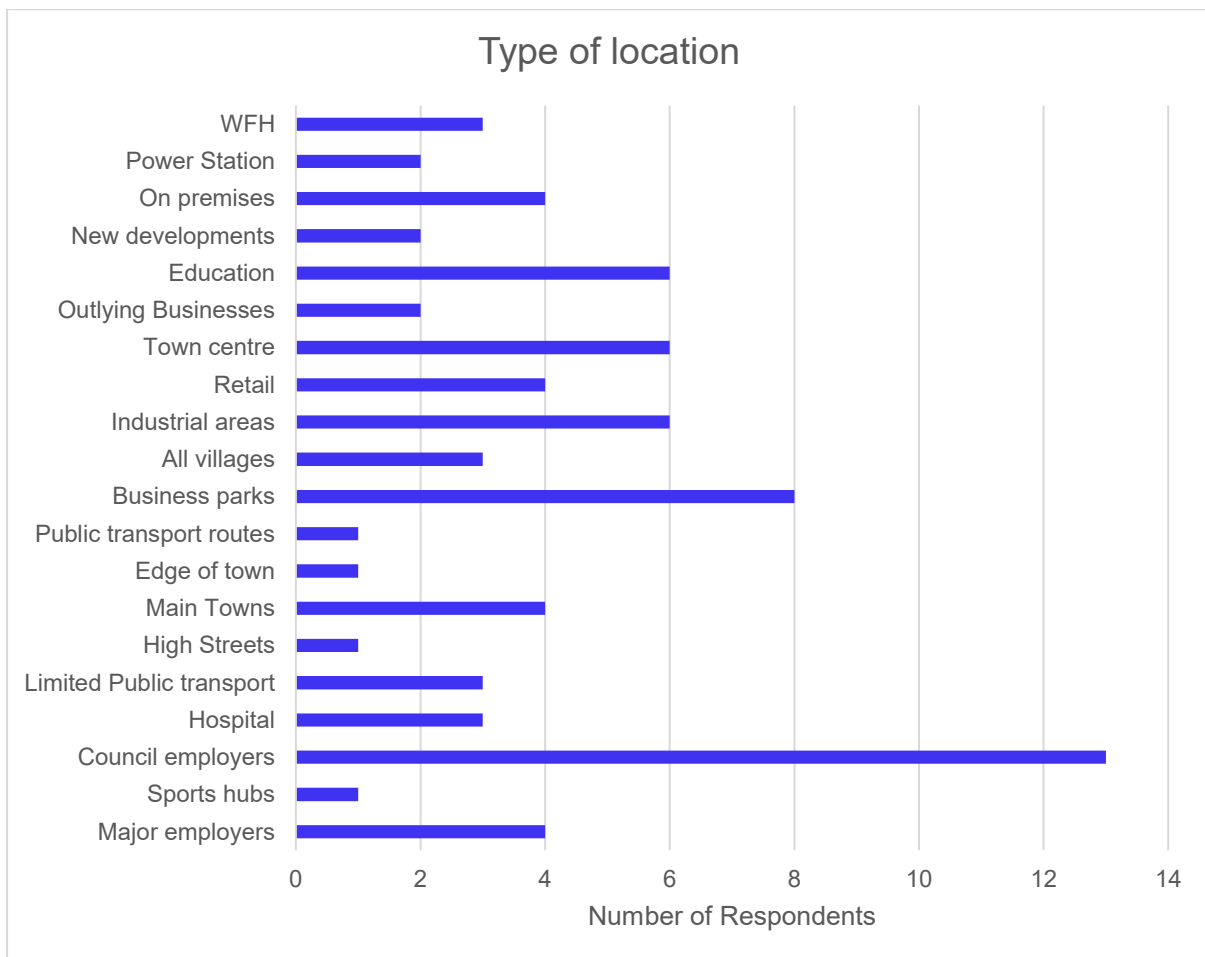 Type of location
WFH
Power Station
On premises
New developments
Education
Outlying Businesses
Town centre
Retail
Industrial areas
All villages
Business parks
Public transport routes
Edge of town
Main Towns
High Streets
Limited Public transport
Hospital
Council employers
Sports hubs
Major employers
0 2 4 6 8 10 12 14
Number of Respondents